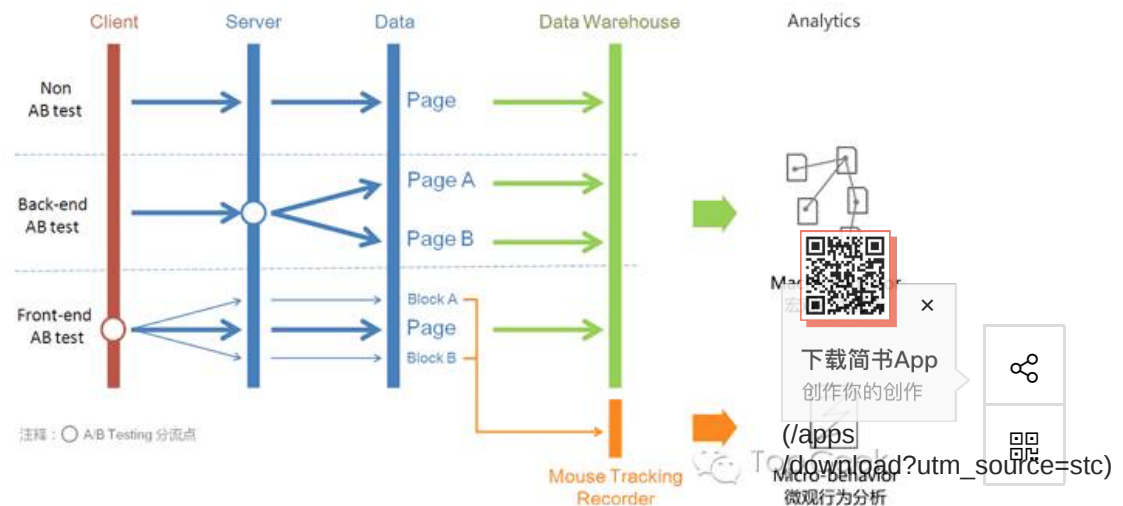 Client
Server
Data
Data Warehouse
Analytics
Non
AB test
Page
Back-end
AB test
Page A
Page B
Front-end
AB test
Block A
Page
Block B
注释：
A/B Testing 分流点
Mouse Tracking
Recorder
×
下载简书App
创作你的创作
(/apps
/download?utm_source=stc)
Micro-behavior
微观行为分析